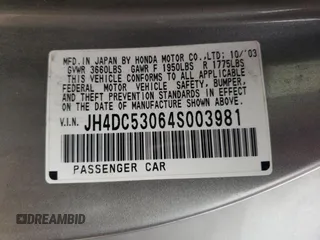 MFD. IN JAPAN BY HONDA MOTOR CO.,LTD: 10/'03
GVWR 3660LBS GAWR F 1950LBS R 1775LBS
THIS VEHICLE CONFORMS TO ALL APPLICABLE
FEDERAL MOTOR VEHICLE SAFETY, BUMPER,
AND THEFT PREVENTION STANDARDS IN EFFECT
ON THE DATE OF MANUFACTURE SHOWN ABOVE.
V.I.N. JH4DC53064S003981
PASSENGER CAR
DREAMBID